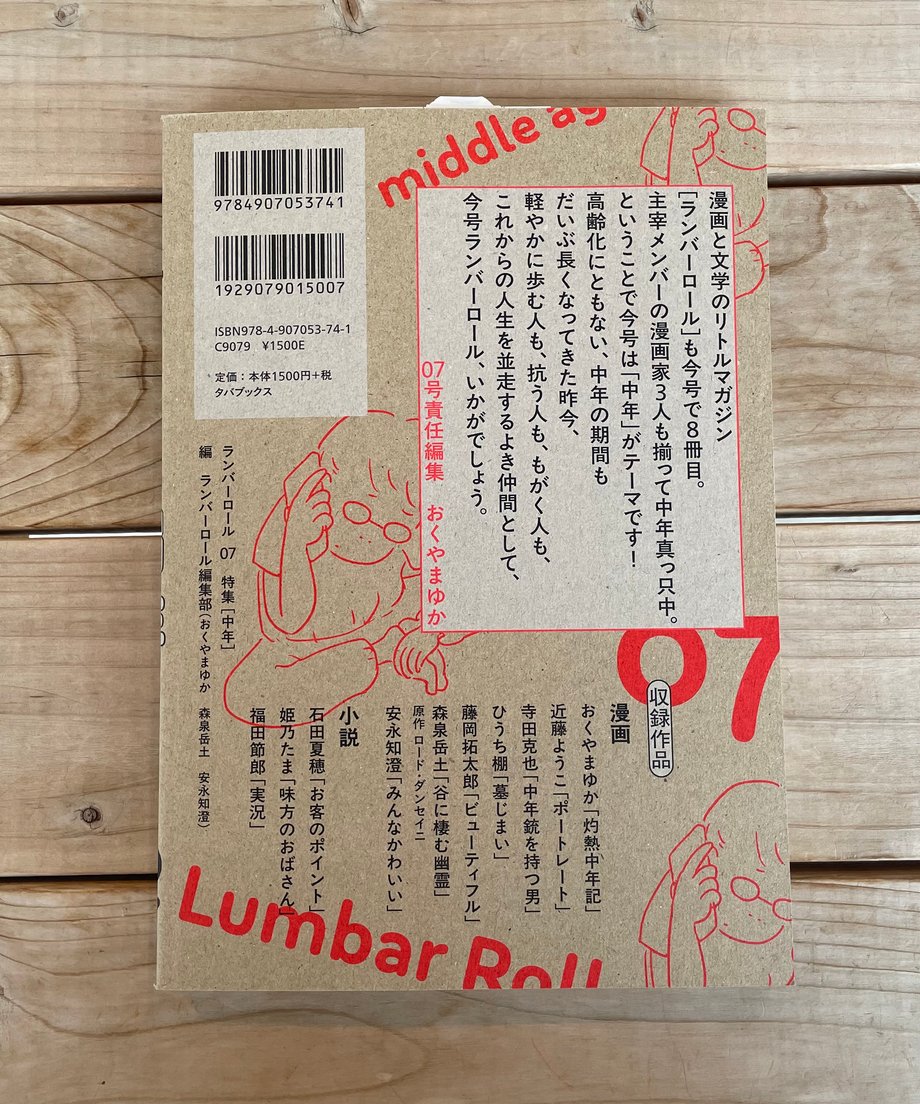 middle ag
9784907053741
1929079015007
ISBN978-4-907053-74-1
C9079 ¥1500E
定価：本体1500円＋税
タバブックス
漫画と文学のリトルマガジン
［ランバーロール］も今号で８冊目。
主宰メンバーの漫画家３人も揃って中年真っ只中。
ということで今号は「中年」がテーマです！
高齢化にともない、中年の期間も
だいぶ長くなってきた昨今、
軽やかに歩む人も、抗う人も、もがく人も、
これからの人生を並走するよき仲間として、
今号ランバーロール、いかがでしょう。
07号責任編集 おくやまゆか
ランバーロール 07 特集［中年］
編 ランバーロール編集部（おくやまゆか 森泉岳土 安永知澄）
07
収録作品
漫画
おくやまゆか「灼熱中年記」
近藤ようこ「ポートレート」
寺田克也「中年銃を持つ男」
ひうち棚「墓じまい」
藤岡拓太郎「ビューティフル」
森泉岳土「谷に棲む幽霊」
原作 ロード・ダンセイニ
安永知澄「みんなかわいい」
小説
石田夏穂「お客のポイント」
姫乃たま「味方のおばさん」
福田節郎「実況」
Lumbar Roll